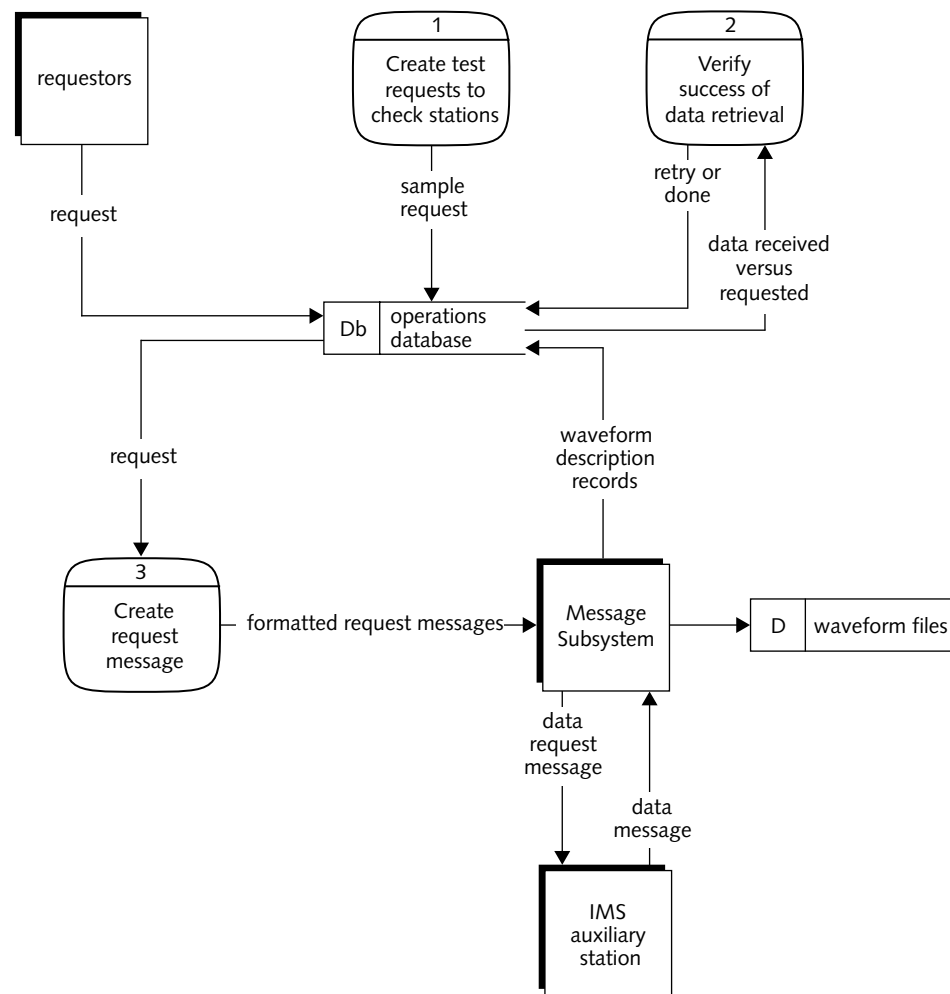 requestors
1
Create test
requests to
check stations
2
Verify
success of
data retrieval
request
sample
request
retry or
done
data received
versus
requested
Db
operations
database
request
waveform
description
records
3
Create
request
message
formatted request messages
Message
Subsystem
D
waveform files
data
request
message
data
message
IMS
auxiliary
station